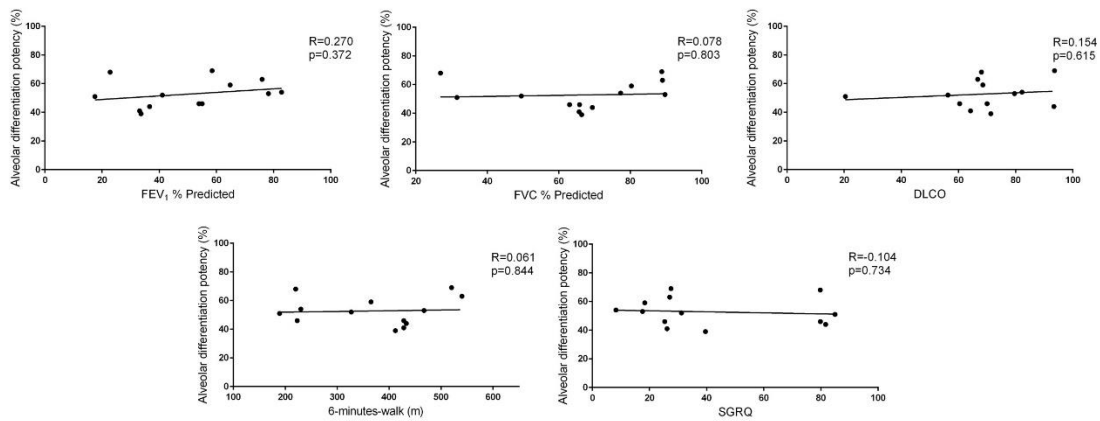 Alveolar differentiation potency (%)
100
80
60
40
20
0
R=0.270
p=0.372
0
20
40
60
80
100
FEV₁ % Predicted
Alveolar differentiation potency (%)
100
80
60
40
20
0
R=0.078
p=0.803
20
40
60
80
100
FVC % Predicted
Alveolar differentiation potency (%)
100
80
60
40
20
0
R=0.154
p=0.615
0
20
40
60
80
100
DLCO
Alveolar differentiation potency (%)
100
80
60
40
20
0
R=0.061
p=0.844
100
200
300
400
500
600
6-minutes-walk (m)
Alveolar differentiation potency (%)
100
80
60
40
20
0
R=-0.104
p=0.734
0
20
40
60
80
100
SGRQ